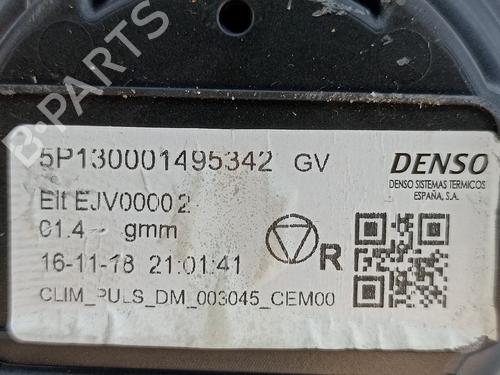 5P130001495342 GV
DENSO
DENSO SISTEMAS TERMICOS
ESPAÑA, S.A.
Elt EJV00002
01.4 gmm
16-11-18 21:01:41
R
CLIM_PULS_DM_003045_CEM00
B-PARTS